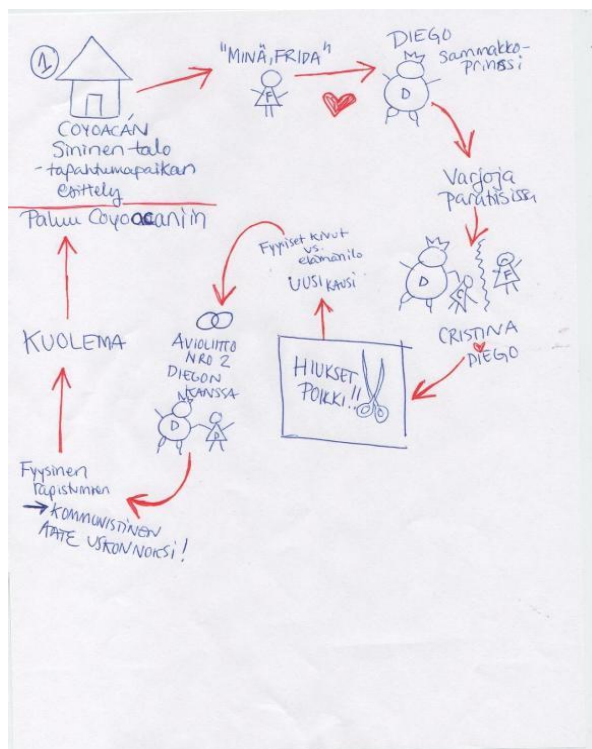 1
COYOACÁN
Sininen talo
-tapahtumapaikan
esittely
"MINÄ, FRIDA"
F
DIEGO
sammakko-
prinssi
D
Varjoja
paratiisissa
D
C
F
CRISTINA
DIEGO
HIUKSET
POIKKI!!
Fyysiset kivut
vs.
elämänilo
UUSI KAUSI
AVIOLIITTO
NRO 2
DIEGON
KANSSA
D
Fyysinen
rapistuminen
→ KOMMUNISTINEN
AATE USKONNOKSI!
KUOLEMA
Paluu Coyoacaniin